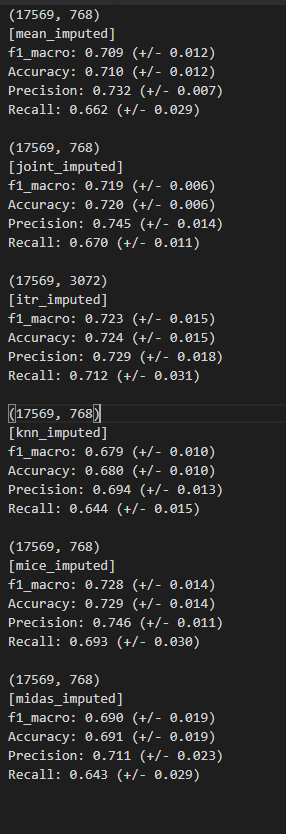 (17569, 768)
[mean_imputed]
f1_macro: 0.709 (+/- 0.012)
Accuracy: 0.710 (+/- 0.012)
Precision: 0.732 (+/- 0.007)
Recall: 0.662 (+/- 0.029)
(17569, 768)
[joint_imputed]
f1_macro: 0.719 (+/- 0.006)
Accuracy: 0.720 (+/- 0.006)
Precision: 0.745 (+/- 0.014)
Recall: 0.670 (+/- 0.011)
(17569, 3072)
[itr_imputed]
f1_macro: 0.723 (+/- 0.015)
Accuracy: 0.724 (+/- 0.015)
Precision: 0.729 (+/- 0.018)
Recall: 0.712 (+/- 0.031)
(17569, 768)
[knn_imputed]
f1_macro: 0.679 (+/- 0.010)
Accuracy: 0.680 (+/- 0.010)
Precision: 0.694 (+/- 0.013)
Recall: 0.644 (+/- 0.015)
(17569, 768)
[mice_imputed]
f1_macro: 0.728 (+/- 0.014)
Accuracy: 0.729 (+/- 0.014)
Precision: 0.746 (+/- 0.011)
Recall: 0.693 (+/- 0.030)
(17569, 768)
[midas_imputed]
f1_macro: 0.690 (+/- 0.019)
Accuracy: 0.691 (+/- 0.019)
Precision: 0.711 (+/- 0.023)
Recall: 0.643 (+/- 0.029)